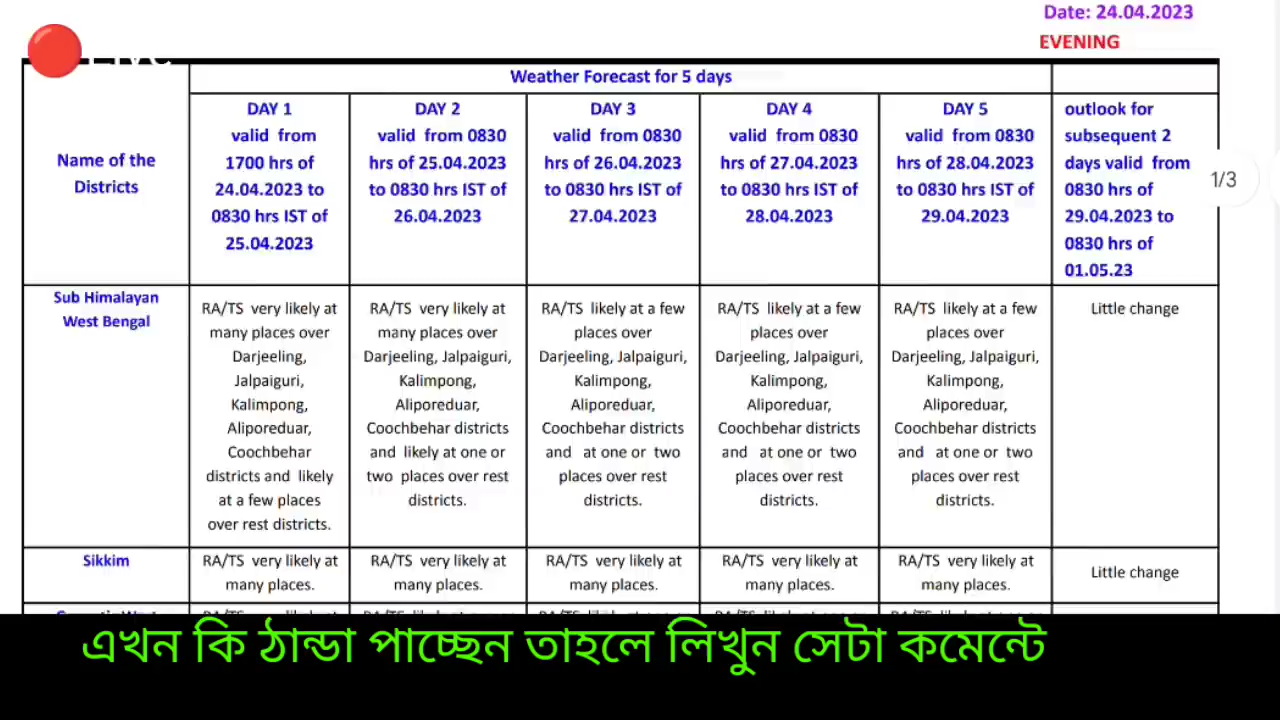 Date: 24.04.2023
EVENING
Live
Weather Forecast for 5 days
Name of the
Districts
DAY 1
valid from
1700 hrs of
24.04.2023 to
0830 hrs IST of
25.04.2023
DAY 2
valid from 0830
hrs of 25.04.2023
to 0830 hrs IST of
26.04.2023
DAY 3
valid from 0830
hrs of 26.04.2023
to 0830 hrs IST of
27.04.2023
DAY 4
valid from 0830
hrs of 27.04.2023
to 0830 hrs IST of
28.04.2023
DAY 5
valid from 0830
hrs of 28.04.2023
to 0830 hrs IST of
29.04.2023
outlook for
subsequent 2
days valid from
0830 hrs of
29.04.2023 to
0830 hrs of
01.05.23
1/3
Sub Himalayan
West Bengal
RA/TS very likely at
many places over
Darjeeling,
Jalpaiguri,
Kalimpong,
Aliporeduar,
Coochbehar
districts and likely
at a few places
over rest districts.
RA/TS very likely at
many places over
Darjeeling, Jalpaiguri,
Kalimpong,
Aliporeduar,
Coochbehar districts
and likely at one or
two places over rest
districts.
RA/TS likely at a few
places over
Darjeeling, Jalpaiguri,
Kalimpong,
Aliporeduar,
Coochbehar districts
and at one or two
places over rest
districts.
RA/TS likely at a few
places over
Darjeeling, Jalpaiguri,
Kalimpong,
Aliporeduar,
Coochbehar districts
and at one or two
places over rest
districts.
RA/TS likely at a few
places over
Darjeeling, Jalpaiguri,
Kalimpong,
Aliporeduar,
Coochbehar districts
and at one or two
places over rest
districts.
Little change
Sikkim
RA/TS very likely at
many places.
RA/TS very likely at
many places.
RA/TS very likely at
many places.
RA/TS very likely at
many places.
RA/TS very likely at
many places.
Little change
এখন কি ঠান্ডা পাচ্ছেন তাহলে লিখুন সেটা কমেন্টে